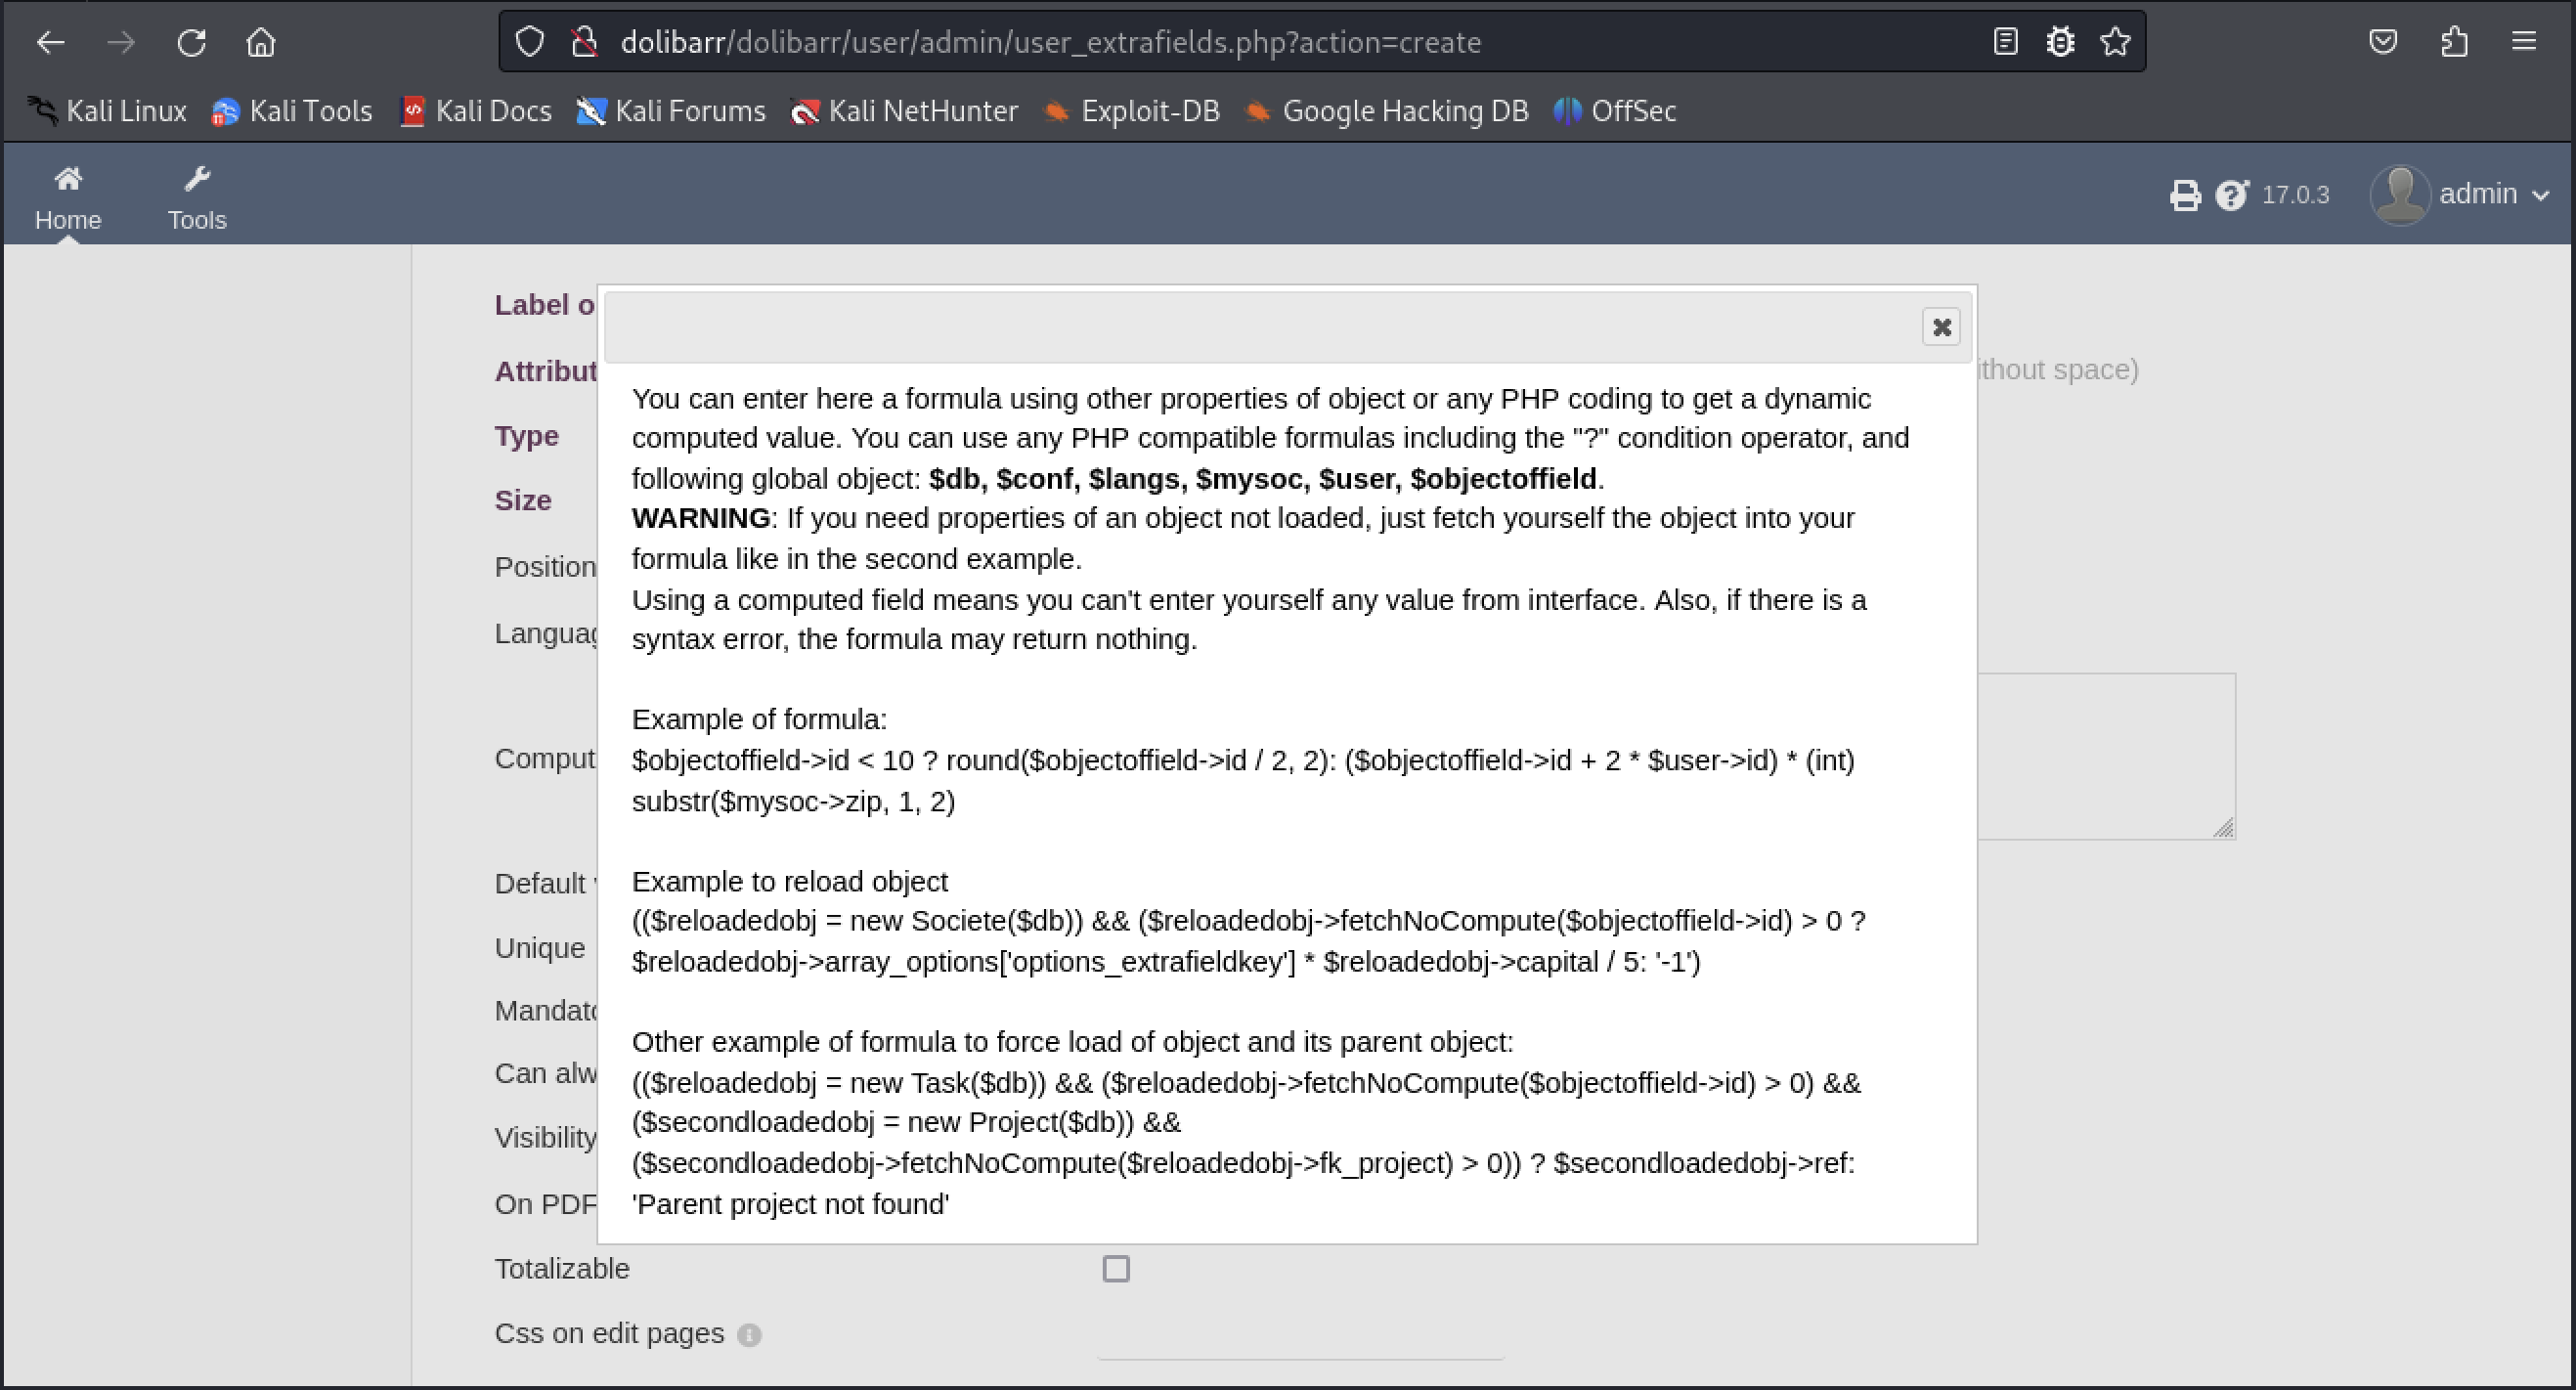 dolibarr/dolibarr/user/admin/user_extrafields.php?action=create
Kali Linux Kali Tools Kali Docs Kali Forums Kali NetHunter Exploit-DB Google Hacking DB OffSec
Home Tools 17.0.3 admin
Label o
Attribut ithout space)
Type
Size
Position
Languag
Comput
Default
Unique
Mandato
Can alw
Visibility
On PDF
You can enter here a formula using other properties of object or any PHP coding to get a dynamic
computed value. You can use any PHP compatible formulas including the "?" condition operator, and
following global object: $db, $conf, $langs, $mysoc, $user, $objectoffield.
WARNING: If you need properties of an object not loaded, just fetch yourself the object into your
formula like in the second example.
Using a computed field means you can't enter yourself any value from interface. Also, if there is a
syntax error, the formula may return nothing.
Example of formula:
$objectoffield->id < 10 ? round($objectoffield->id / 2, 2): ($objectoffield->id + 2 * $user->id) * (int)
substr($mysoc->zip, 1, 2)
Example to reload object
(($reloadedobj = new Societe($db)) && ($reloadedobj->fetchNoCompute($objectoffield->id) > 0 ?
$reloadedobj->array_options['options_extrafieldkey'] * $reloadedobj->capital / 5: '-1')
Other example of formula to force load of object and its parent object:
(($reloadedobj = new Task($db)) && ($reloadedobj->fetchNoCompute($objectoffield->id) > 0) &&
($secondloadedobj = new Project($db)) &&
($secondloadedobj->fetchNoCompute($reloadedobj->fk_project) > 0)) ? $secondloadedobj->ref:
'Parent project not found'
Totalizable
Css on edit pages